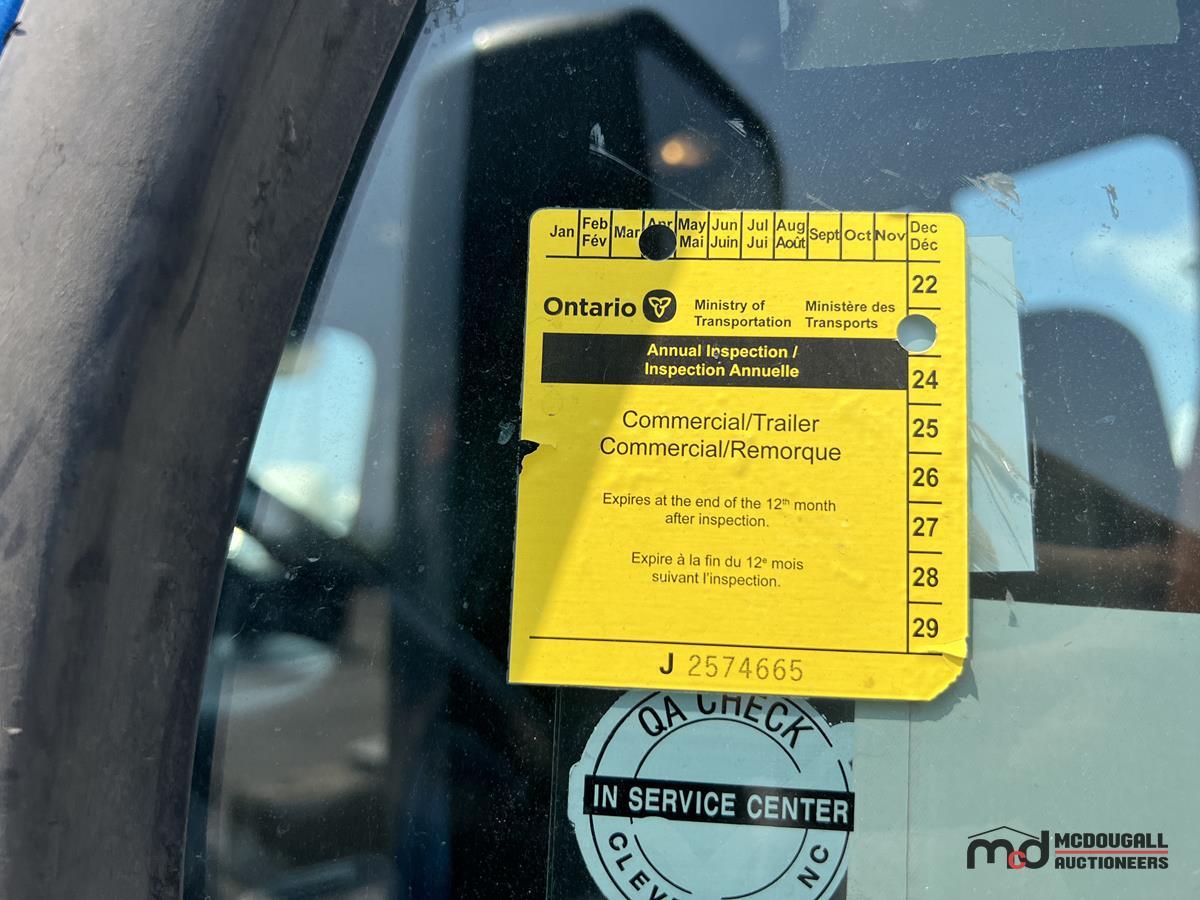 Jan Feb Mar Apr May Jun Jul Aug Sept Oct Nov Dec
Fév Mai Juin Jui Août Déc
22
Ontario Ministry of Ministère des
Transportation Transports
Annual Inspection /
Inspection Annuelle
24
Commercial/Trailer
Commercial/Remorque
25
26
Expires at the end of the 12th month
after inspection.
27
Expire à la fin du 12e mois
suivant l'inspection.
28
29
J 2574665
QA CHECK
IN SERVICE CENTER
NC
mcd MCDOUGALL
AUCTIONEERS